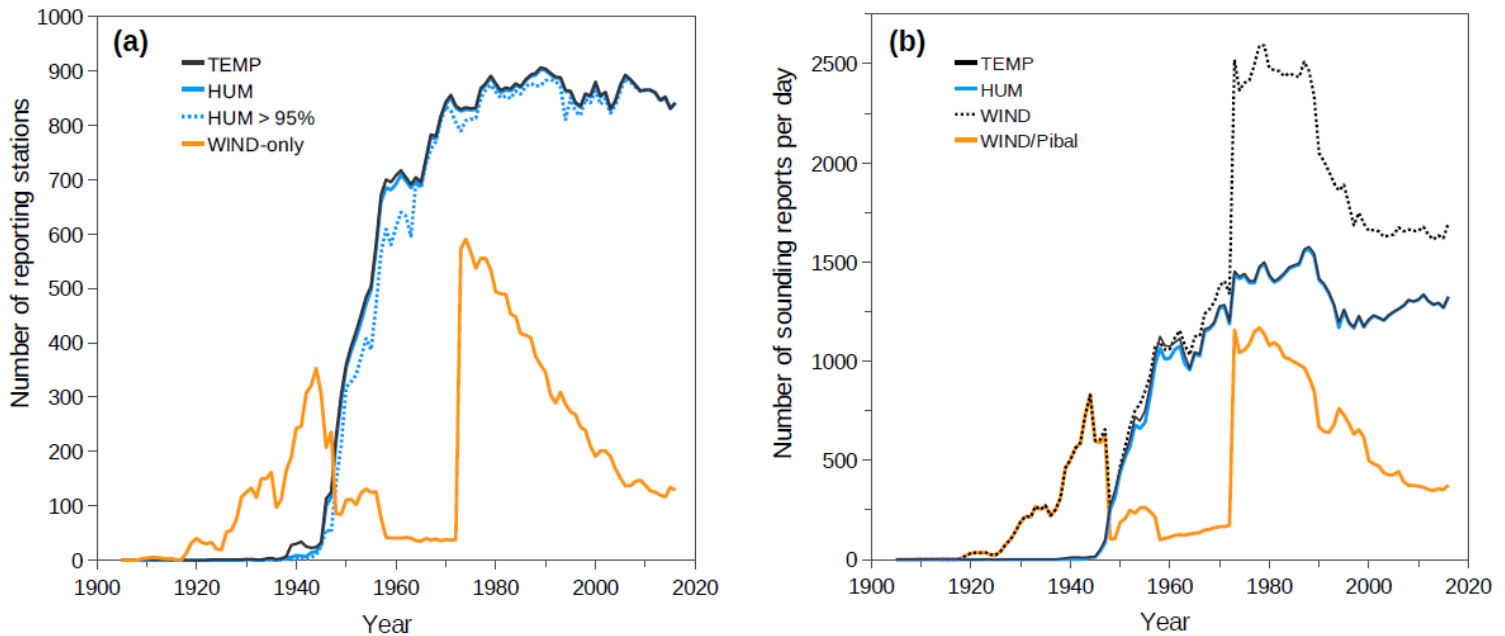 (a)
TEMP
HUM
HUM > 95%
WIND-only
Number of reporting stations
1000
900
800
700
600
500
400
300
200
100
0
1900
1920
1940
1960
1980
2000
2020
Year
(b)
TEMP
HUM
WIND
WIND/Pibal
Number of sounding reports per day
2500
2000
1500
1000
500
0
1900
1920
1940
1960
1980
2000
2020
Year